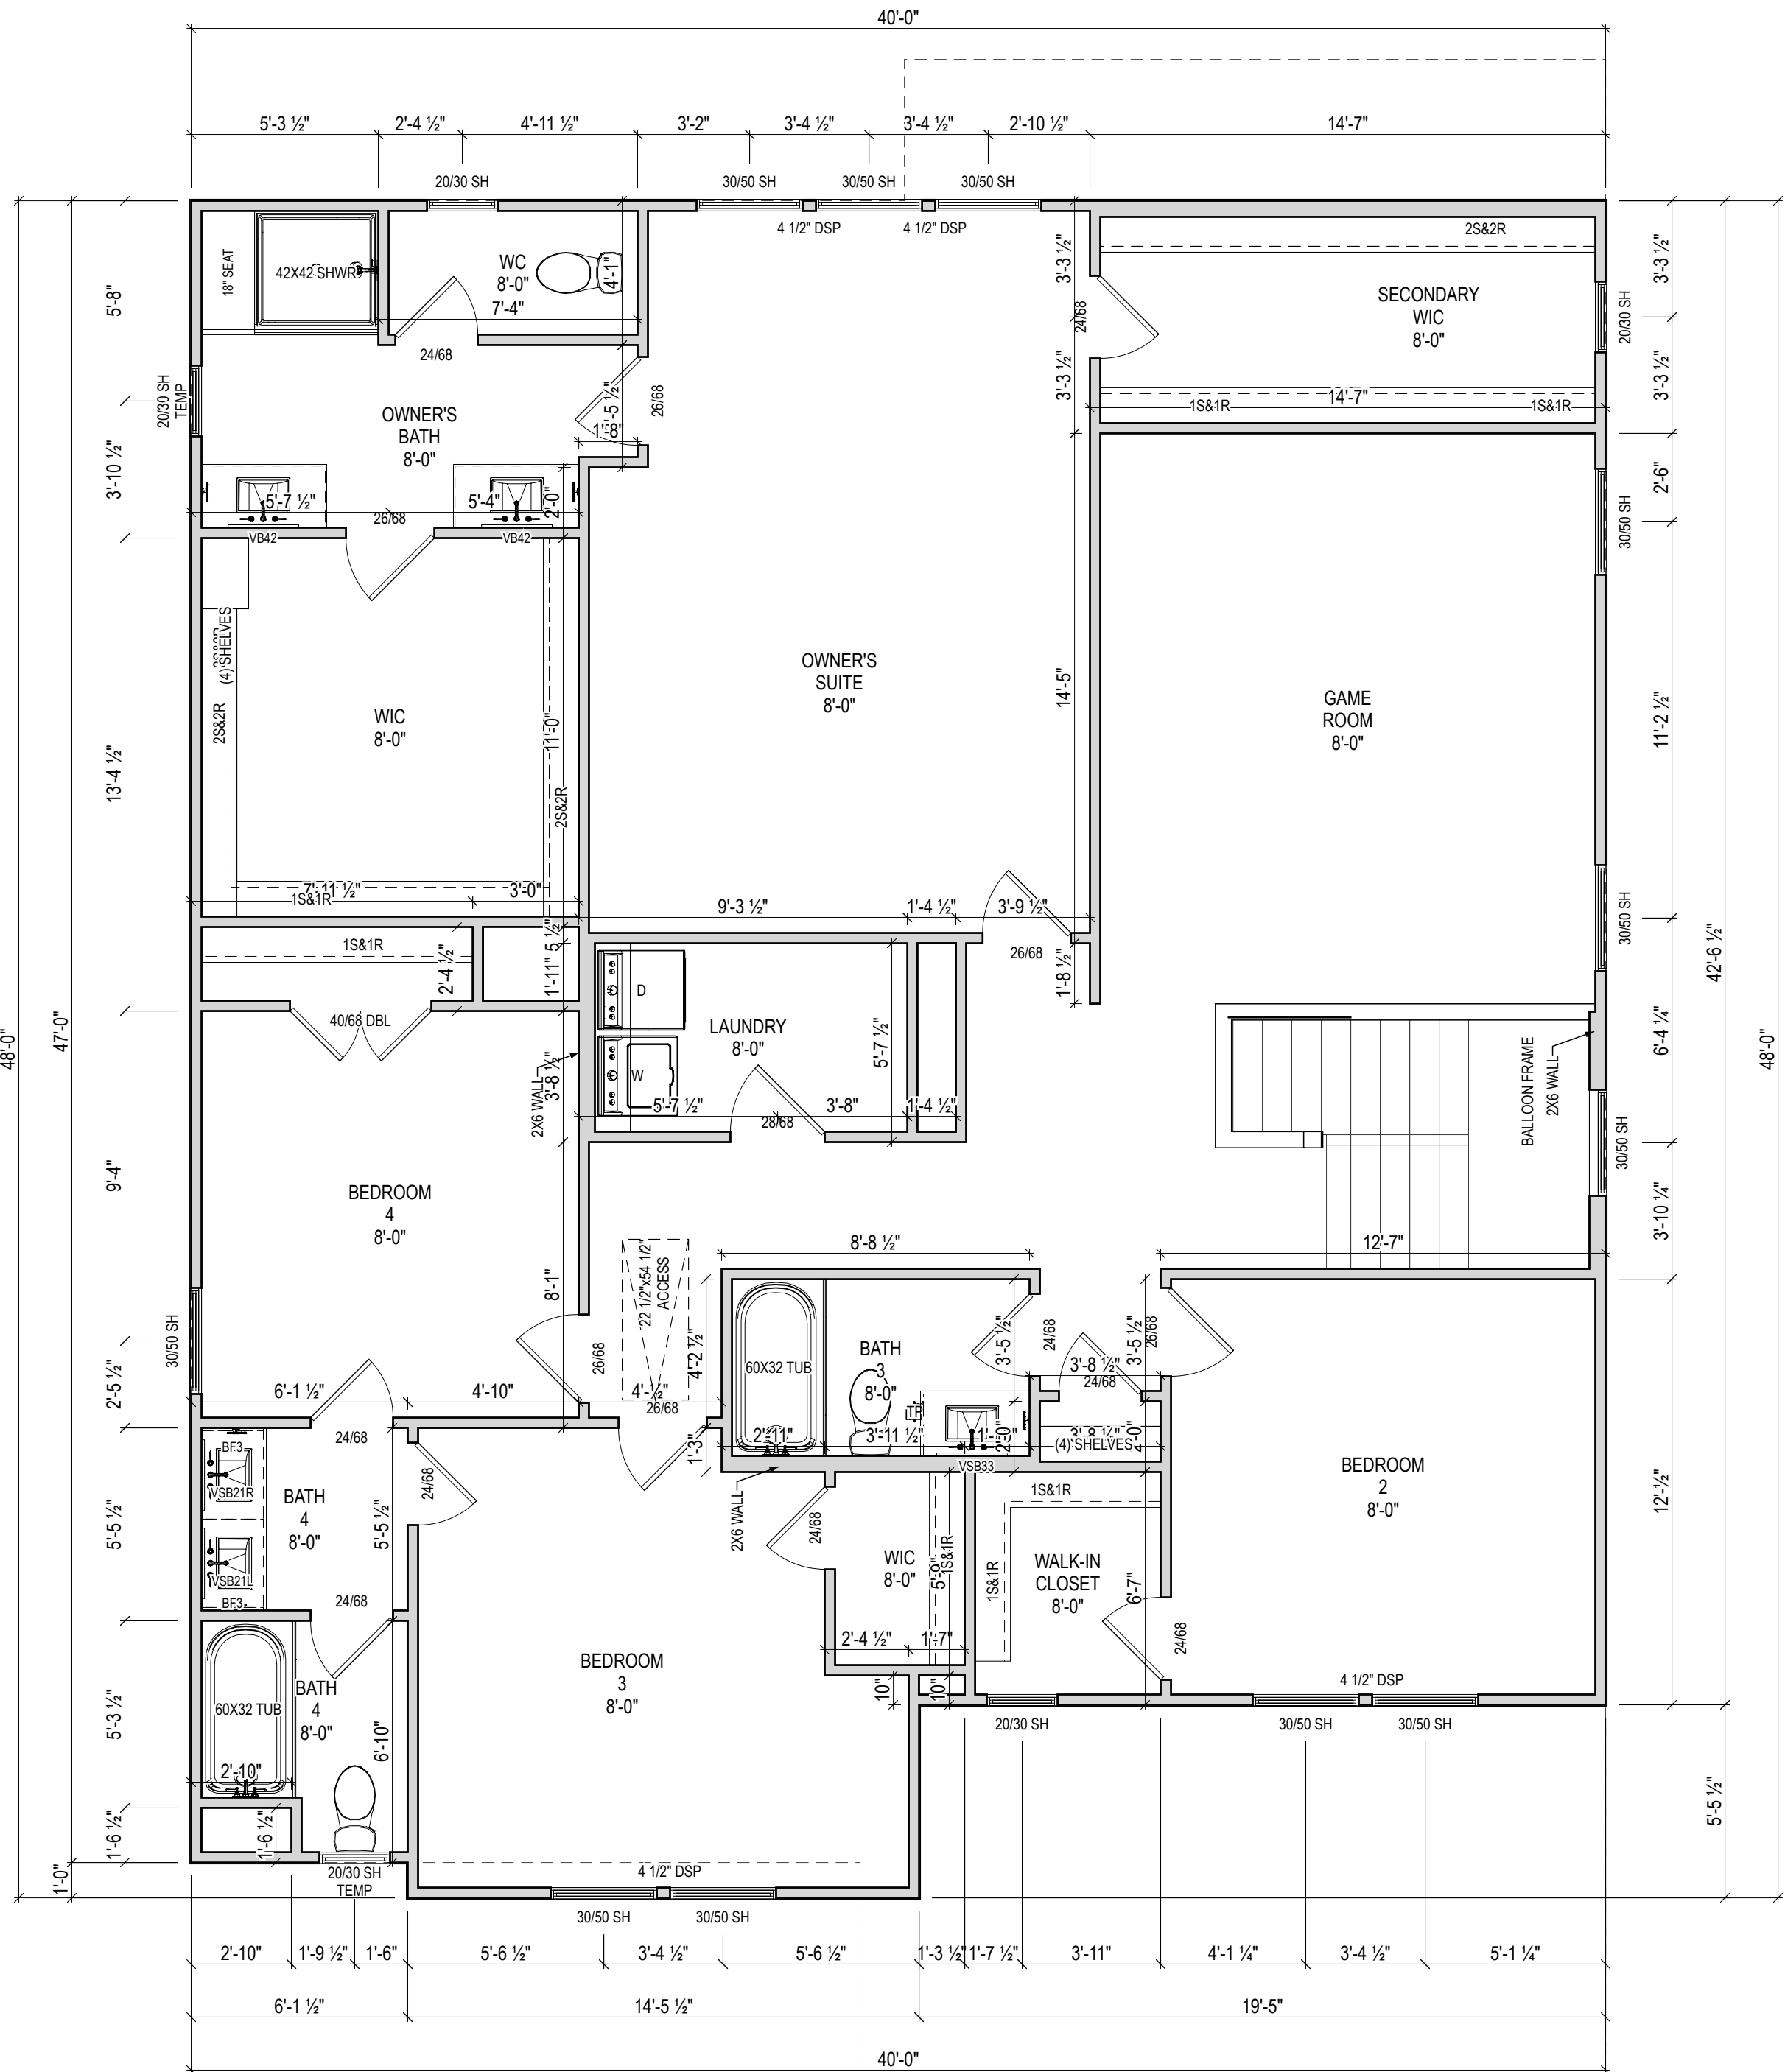 40'-0"
5'-3 ½"
2'-4 ½"
4'-11 ½"
3'-2"
3'-4 ½"
3'-4 ½"
2'-10 ½"
14'-7"
20/30 SH
30/50 SH
30/50 SH
30/50 SH
4 1/2" DSP
4 1/2" DSP
2S&2R
18" SEAT
42X42 SHWR
WC
8'-0"
7'-4"
4'-1"
24/68
3'-3 ½"
24/68
3'-3 ½"
SECONDARY
WIC
8'-0"
14'-7"
1S&1R
1S&1R
20/30 SH
3'-3 ½"
3'-3 ½"
5'-8"
20/30 SH
TEMP
3'-10 ½"
OWNER'S
BATH
8'-0"
26/68
1'-8"
5'-7 ½"
5'-4"
2'-0"
26/68
VB42
VB42
2'-6"
30/50 SH
(4) SHELVES
2S&2R
WIC
8'-0"
11'-0"
2S&2R
7'-11 ½"
3'-0"
1S&1R
13'-4 ½"
OWNER'S
SUITE
8'-0"
14'-5"
GAME
ROOM
8'-0"
11'-2 ½"
30/50 SH
42'-6 ½"
9'-3 ½"
1'-4 ½"
3'-9 ½"
26/68
1'-8 ½"
1S&1R
2'-4 ½"
1'-11"
5 ½"
40/68 DBL
D
W
LAUNDRY
8'-0"
5'-7 ½"
5'-7 ½"
3'-8"
1'-4 ½"
28/68
2X6 WALL
3'-8 ½"
48'-0"
47'-0"
6'-4 ¼"
48'-0"
BALLOON FRAME
2X6 WALL
30/50 SH
3'-10 ¼"
9'-4"
BEDROOM
4
8'-0"
8'-1"
22 1/2"x54 1/2"
ACCESS
8'-8 ½"
12'-7"
30/50 SH
2'-5 ½"
26/68
4'-2 ½"
60X32 TUB
BATH
3
8'-0"
3'-5 ½"
24/68
3'-5 ½"
26/68
3'-8 ½"
24/68
6'-1 ½"
4'-10"
26/68
24/68
1'-3"
2'-11"
3'-11 ½"
TP
2'-0"
3'-8 ½"
(4) SHELVES
VSB33
BF3
VSB21R
VSB21L
BF3
BATH
4
8'-0"
5'-5 ½"
5'-5 ½"
24/68
24/68
2X6 WALL
24/68
WIC
8'-0"
1S&1R
2'-4 ½"
1'-7"
1S&1R
1S&1R
WALK-IN
CLOSET
8'-0"
6'-7"
24/68
BEDROOM
2
8'-0"
12'-½"
BEDROOM
3
8'-0"
10"
10"
4 1/2" DSP
20/30 SH
30/50 SH
30/50 SH
5'-3 ½"
60X32 TUB
BATH
4
8'-0"
6'-10"
2'-10"
1'-6 ½"
1'-6 ½"
1'-0"
20/30 SH
TEMP
4 1/2" DSP
30/50 SH
30/50 SH
5'-5 ½"
2'-10"
1'-9 ½"
1'-6"
5'-6 ½"
3'-4 ½"
5'-6 ½"
1'-3 ½"
1'-7 ½"
3'-11"
4'-1 ¼"
3'-4 ½"
5'-1 ¼"
6'-1 ½"
14'-5 ½"
19'-5"
40'-0"